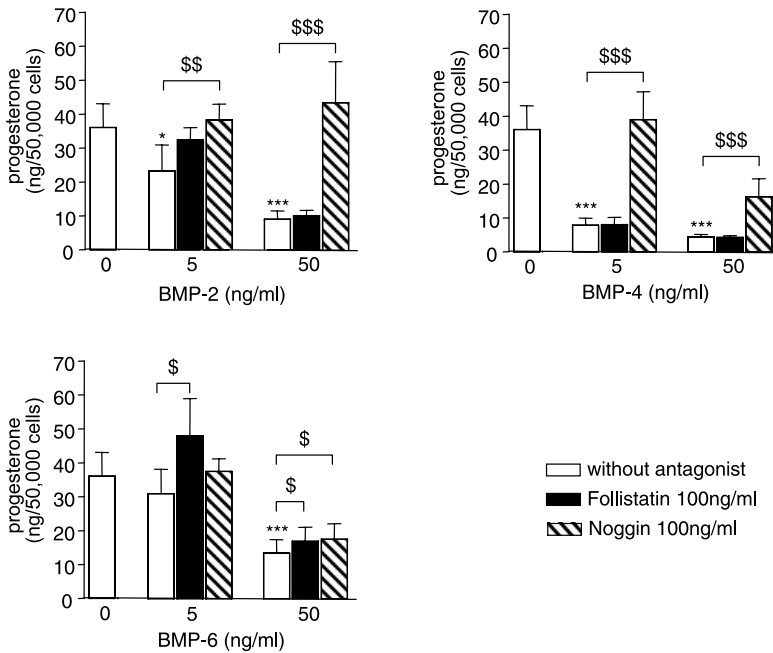 progesterone
(ng/50,000 cells)
70
60
50
40
30
20
10
0
*
$$
***
$$$
0 5 50
BMP-2 (ng/ml)
progesterone
(ng/50,000 cells)
70
60
50
40
30
20
10
0
***
$$$
***
$$$
0 5 50
BMP-4 (ng/ml)
progesterone
(ng/50,000 cells)
70
60
50
40
30
20
10
0
$
***
$
$
0 5 50
BMP-6 (ng/ml)
without antagonist
Follistatin 100ng/ml
Noggin 100ng/ml